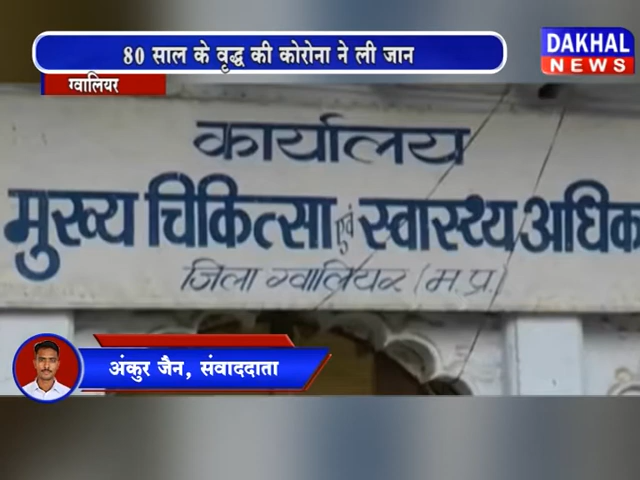 80 साल के वृद्ध की कोरोना ने ली जान
DAKHAL
NEWS
ग्वालियर
कार्यालय
मुख्य चिकित्सा एवं स्वास्थ्य अधिक
जिला ग्वालियर (म.प्र.)
अंकुर जैन, संवाददाता